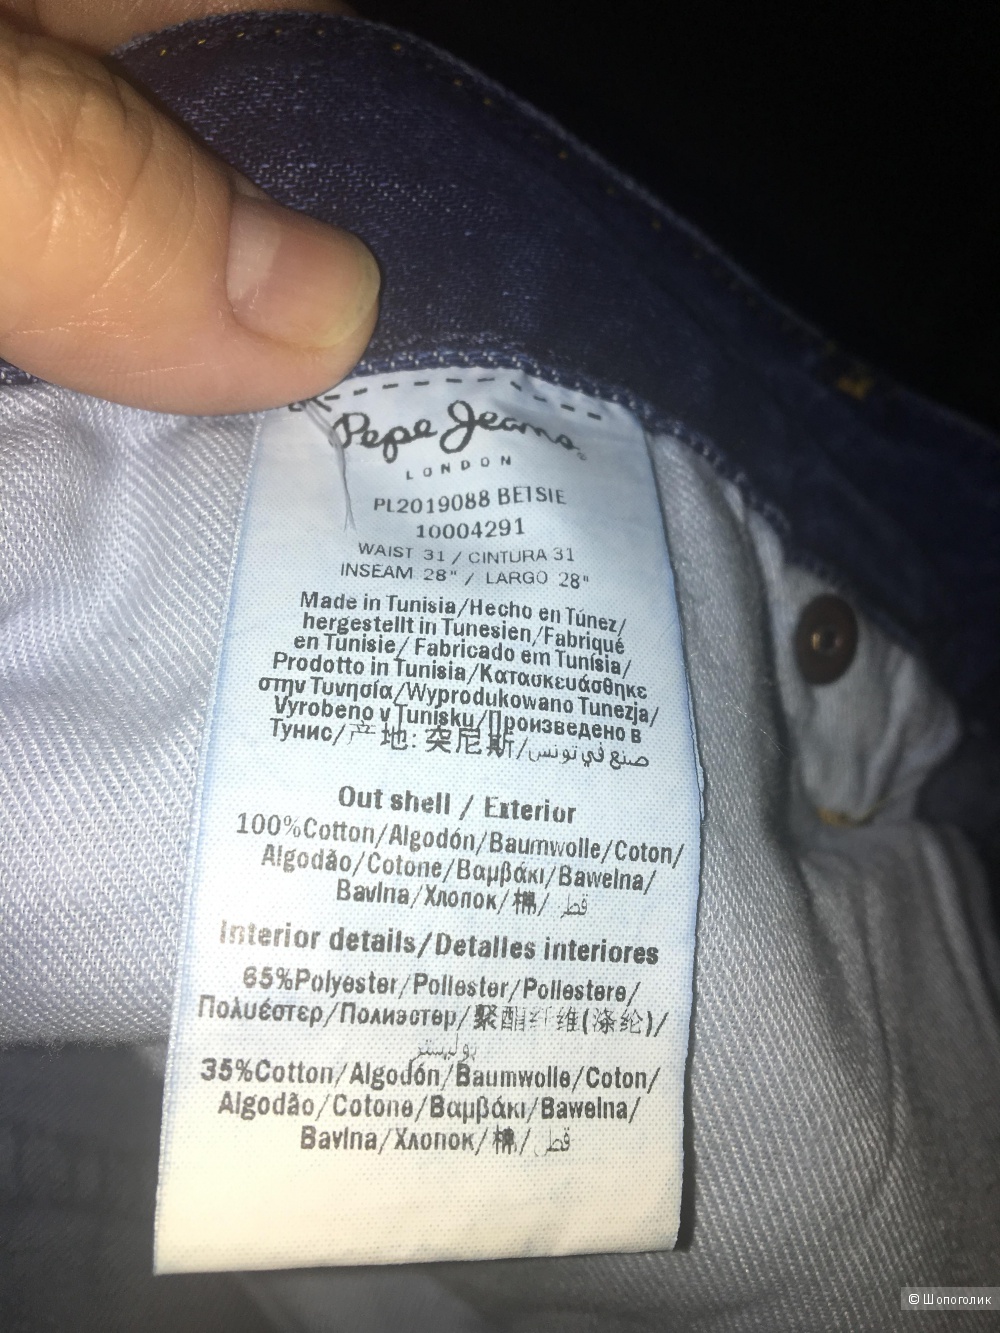 Pepe Jeans
LONDON
PL2019088 BETSIE
10004291
WAIST 31 / CINTURA 31
INSEAM 28" / LARGO 28"
Made in Tunisia/Hecho en Túnez/
hergestellt in Tunesien/Fabriqué
en Tunisie/ Fabricado em Tunísia/
Prodotto in Tunisia/Κατασκευάσθηκε
στην Τυνησία/Wyprodukowano Tunezja/
Vyrobeno v Tunisku/Произведено в
Тунис/产地: 突尼斯/صنع في تونس
Out shell / Exterior
100%Cotton/Algodón/Baumwolle/Coton/
Algodão/Cotone/Βαμβάκι/Bawelna/
Bavlna/Хлопок/棉/ قطر
Interior details/Detalles interiores
65%Polyester/Poliester/Poliestere/
Πολυέστερ/Полиэстер/聚酯纤维(涤纶)/
بوليستر
35%Cotton/Algodón/Baumwolle/Coton/
Algodão/Cotone/Βαμβάκι/Bawelna/
Bavlna/Хлопок/棉/ قطر
© Шопоголик